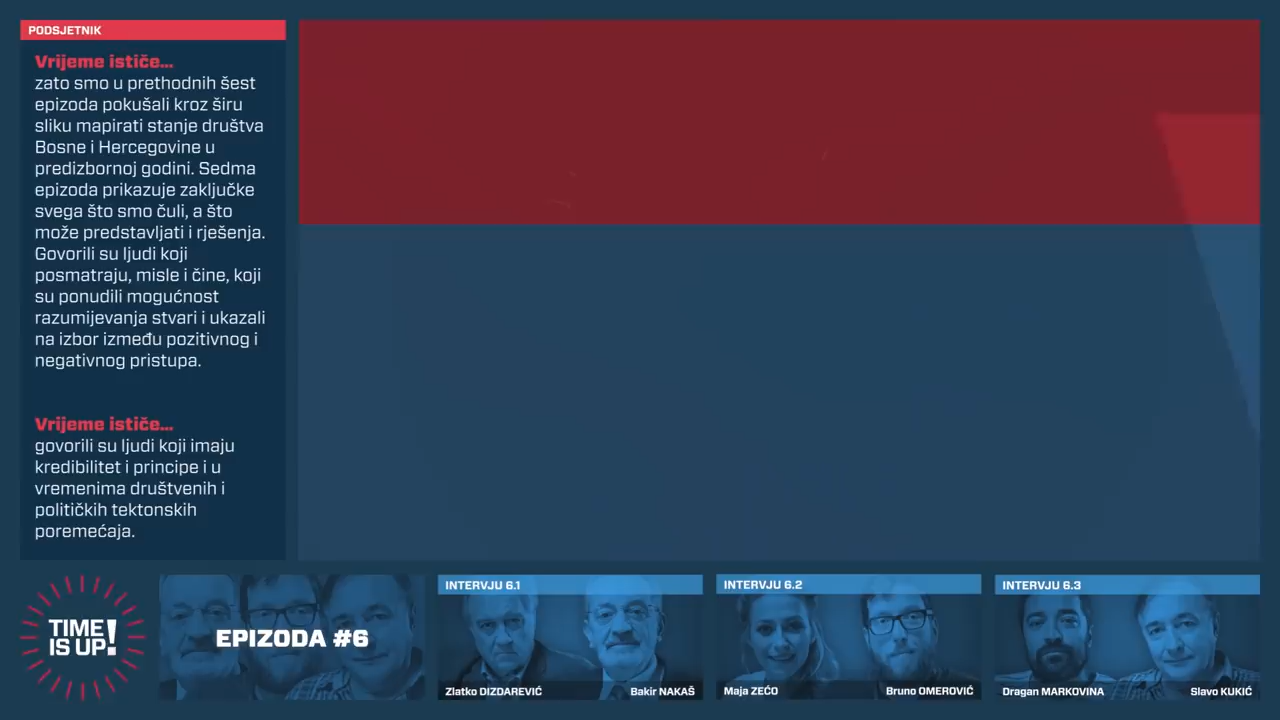 PODSJETNIK
Vrijeme ističe...
zato smo u prethodnih šest
epizoda pokušali kroz širu
sliku mapirati stanje društva
Bosne i Hercegovine u
predizbornoj godini. Sedma
epizoda prikazuje zaključke
svega što smo čuli, a što
može predstavljati i rješenja.
Govorili su ljudi koji
posmatraju, misle i čine, koji
su ponudili mogućnost
razumijevanja stvari i ukazali
na izbor između pozitivnog i
negativnog pristupa.
Vrijeme ističe...
govorili su ljudi koji imaju
kredibilitet i principe i u
vremenima društvenih i
političkih tektonskih
poremećaja.
TIME
IS UP!
EPIZODA #6
INTERVJU 6.1
Zlatko DIZDAREVIĆ
Bakir NAKAŠ
INTERVJU 6.2
Maja ZEĆO
Bruno OMEROVIĆ
INTERVJU 6.3
Dragan MARKOVINA
Slavo KUKIĆ